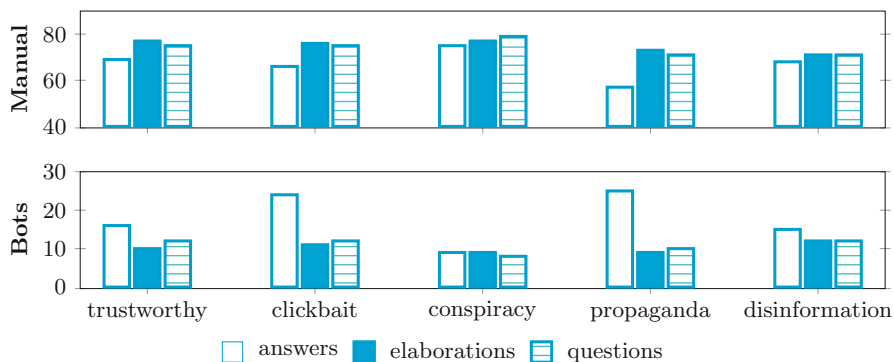 Manual
80
60
40
Bots
30
20
10
0
trustworthy clickbait conspiracy propaganda disinformation
answers elaborations questions